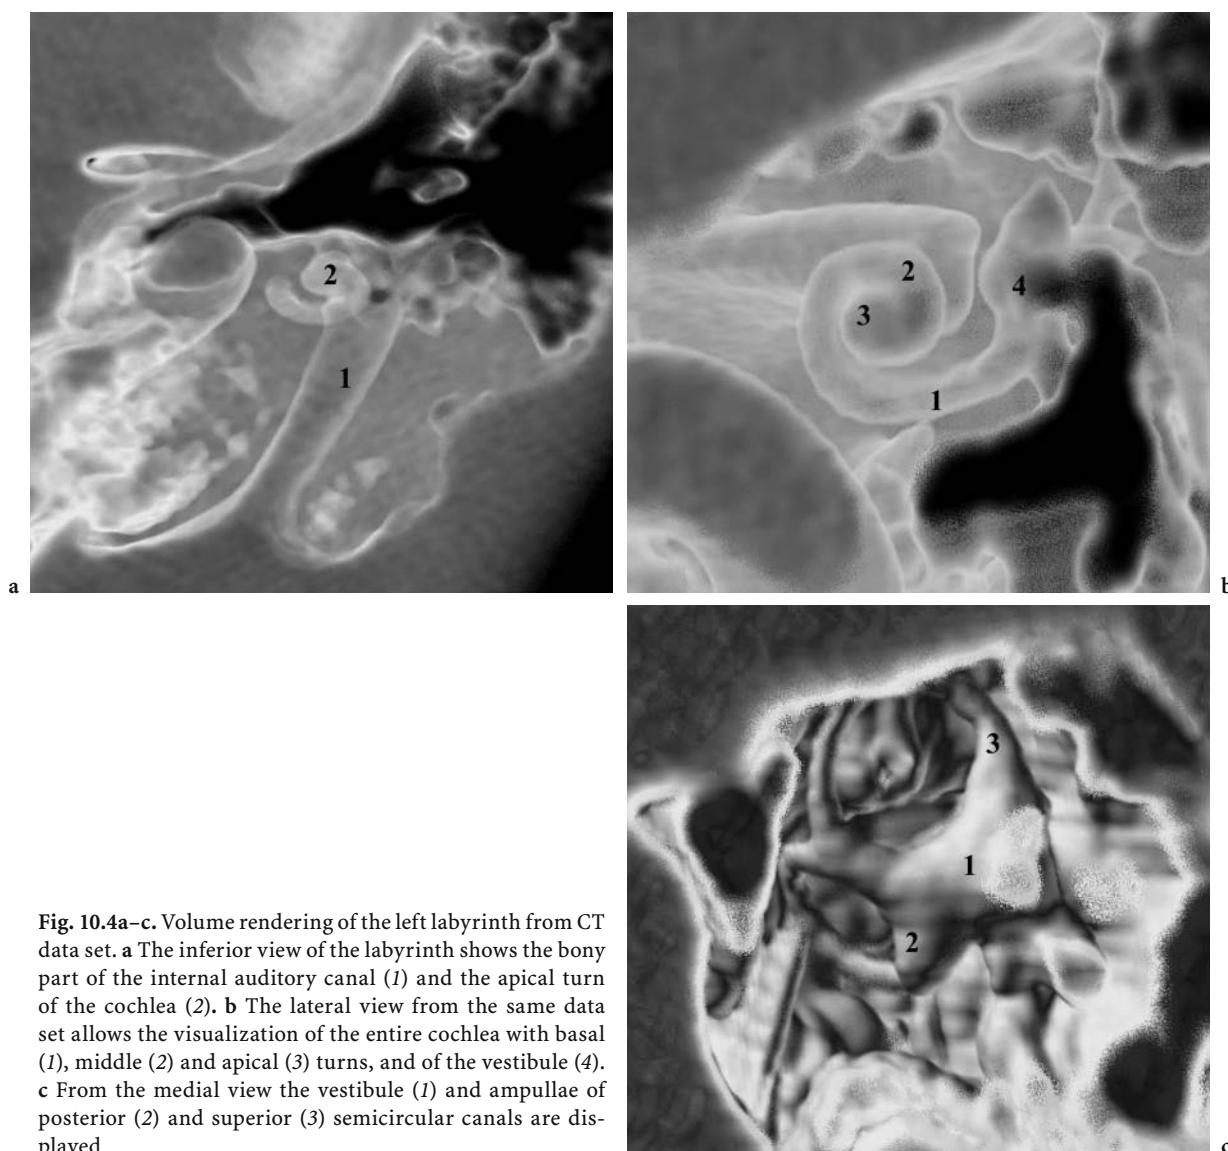 2
1
a
2
3
4
1
b
3
1
2
c
Fig. 10.4a–c. Volume rendering of the left labyrinth from CT
data set. a The inferior view of the labyrinth shows the bony
part of the internal auditory canal (1) and the apical turn
of the cochlea (2). b The lateral view from the same data
set allows the visualization of the entire cochlea with basal
(1), middle (2) and apical (3) turns, and of the vestibule (4).
c From the medial view the vestibule (1) and ampullae of
posterior (2) and superior (3) semicircular canals are dis-
played